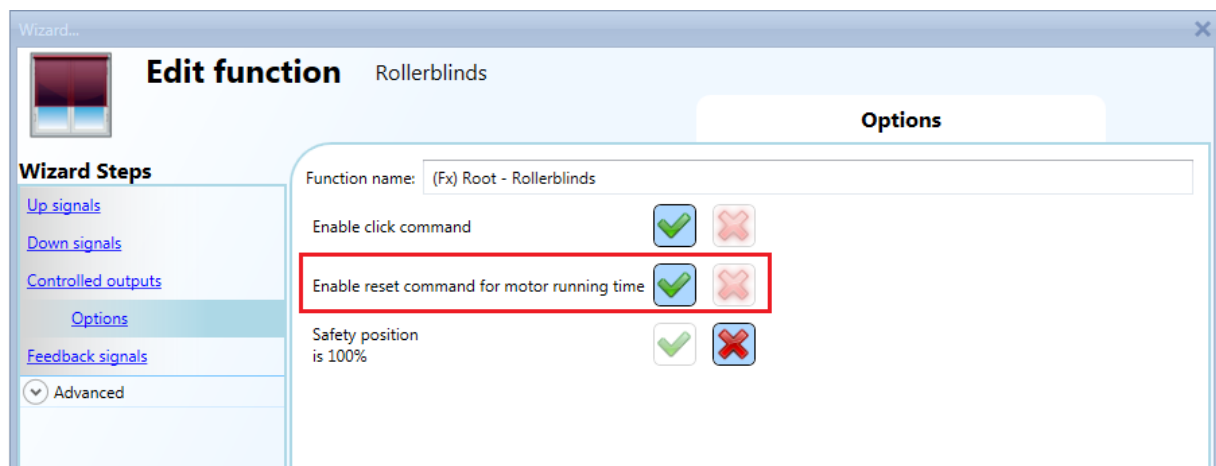 Wizard...
Edit function Rollerblinds
Options
Wizard Steps
Up signals
Down signals
Controlled outputs
Options
Feedback signals
Advanced
Function name: (Fx) Root - Rollerblinds
Enable click command
Enable reset command for motor running time
Safety position
is 100%